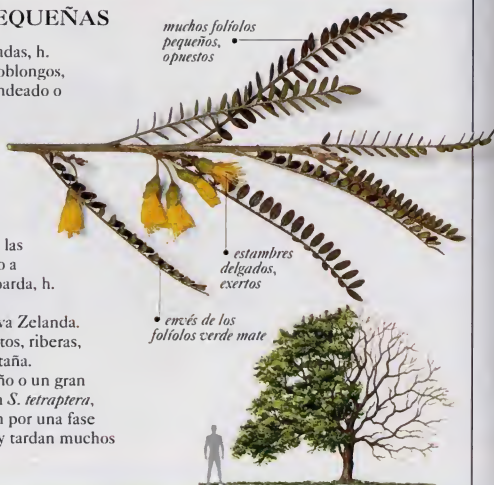 EQUEÑAS
das, h.
oblongos,
ndeado o
las
o a
parda, h.
va Zelanda.
tos, riberas,
taña.
ño o un gran
n S. tetraptera,
n por una fase
y tardan muchos
muchos folíolos
pequeños,
opuestos
estambres
delgados,
exertos
envés de los
folíolos verde mate